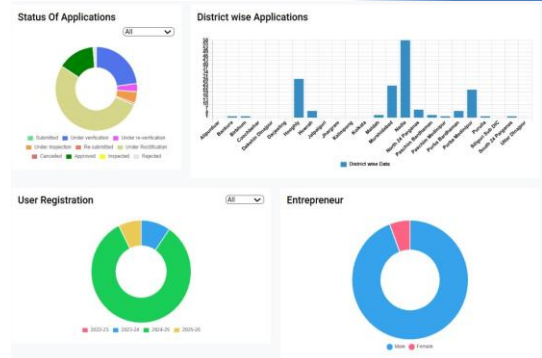 Status Of Applications
All
Submitted Under verification Under re-verification
Under Inspection Re-submitted Under Rectification
Cancelled Approved Inspected Rejected
District wise Applications
Alipurduar
Bankura
Birbhum
Coochbehar
Dakshin Dinajpur
Darjeeling
Hooghly
Howrah
Jalpaiguri
Jhargram
Kalimpong
Kolkata
Maldah
Murshidabad
Nadia
North 24 Parganas
Paschim Bardhaman
Paschim Medinipur
Purba Bardhaman
Purba Medinipur
Purulia
Siliguri Sub DIC
South 24 Parganas
Uttar Dinajpur
District wise Data
User Registration
All
2022-23 2023-24 2024-25 2025-26
Entrepreneur
Male Female